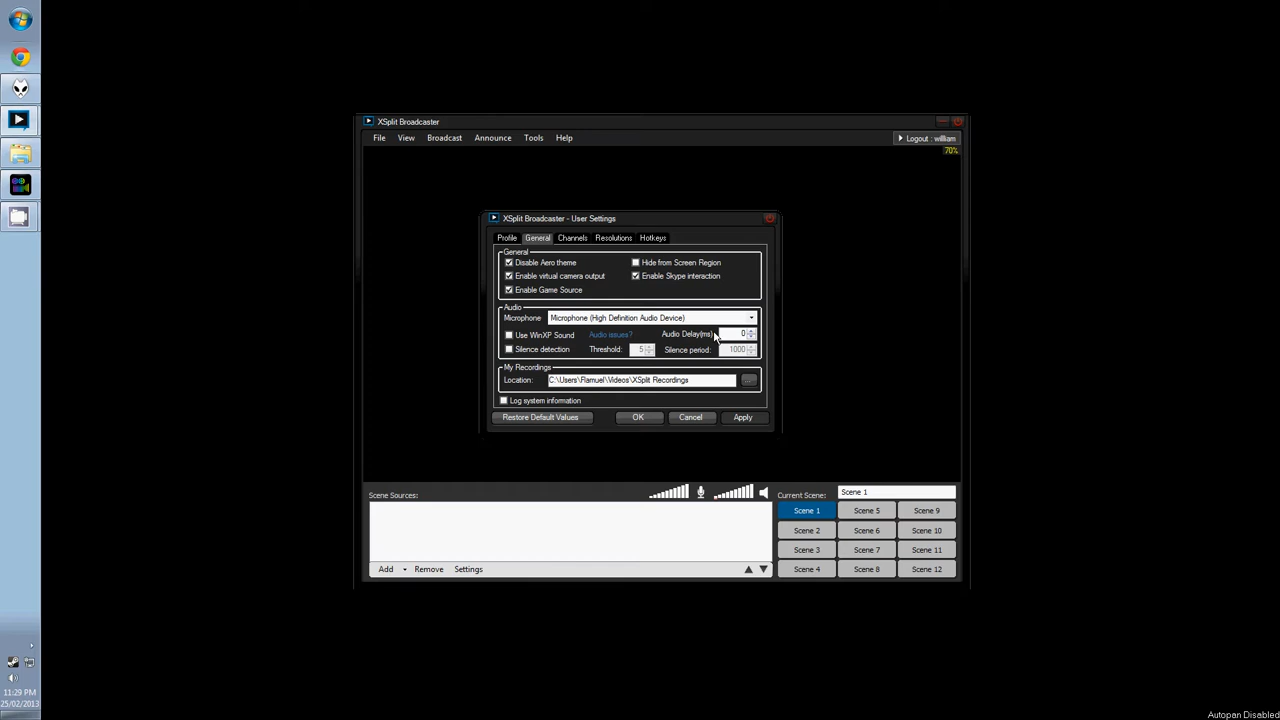 XSplit Broadcaster
File View Broadcast Announce Tools Help
Logout : william
70%
XSplit Broadcaster - User Settings
Profile General Channels Resolutions Hotkeys
General
Disable Aero theme
Hide from Screen Region
Enable virtual camera output
Enable Skype interaction
Enable Game Source
Audio
Microphone Microphone (High Definition Audio Device)
Use WinXP Sound Audio issues? Audio Delay(ms) 0
Silence detection Threshold: 5 Silence period: 1000
My Recordings
Location: C:\Users\Flamuel\Videos\XSplit Recordings ...
Log system information
Restore Default Values OK Cancel Apply
Scene Sources:
Current Scene: Scene 1
Scene 1 Scene 5 Scene 9
Scene 2 Scene 6 Scene 10
Scene 3 Scene 7 Scene 11
Scene 4 Scene 8 Scene 12
Add Remove Settings
11:29 PM
25/02/2013
Autopan Disabled